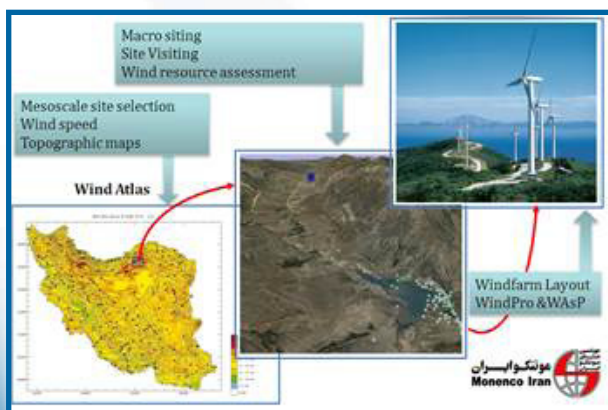 Macro siting
Site Visiting
Wind resource assessment
Mesoscale site selection
Wind speed
Topographic maps
Wind Atlas
Windfarm Layout
WindPro &WAsP
موننکو ایران
Monenco Iran